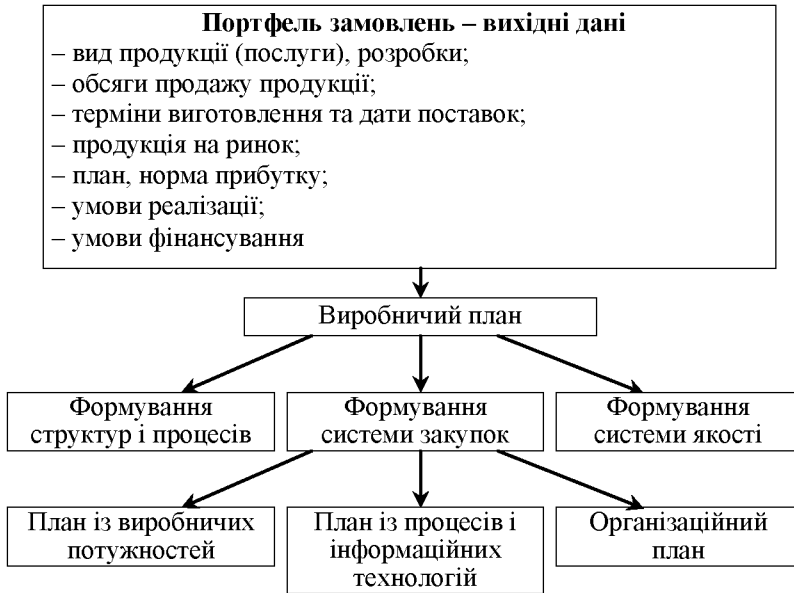 Портфель замовлень – вихідні дані
– вид продукції (послуги), розробки;
– обсяги продажу продукції;
– терміни виготовлення та дати поставок;
– продукція на ринок;
– план, норма прибутку;
– умови реалізації;
– умови фінансування
Виробничий план
Формування
структур і процесів
Формування
системи закупок
Формування
системи якості
План із виробничих
потужностей
План із процесів і
інформаційних
технологій
Організаційний
план